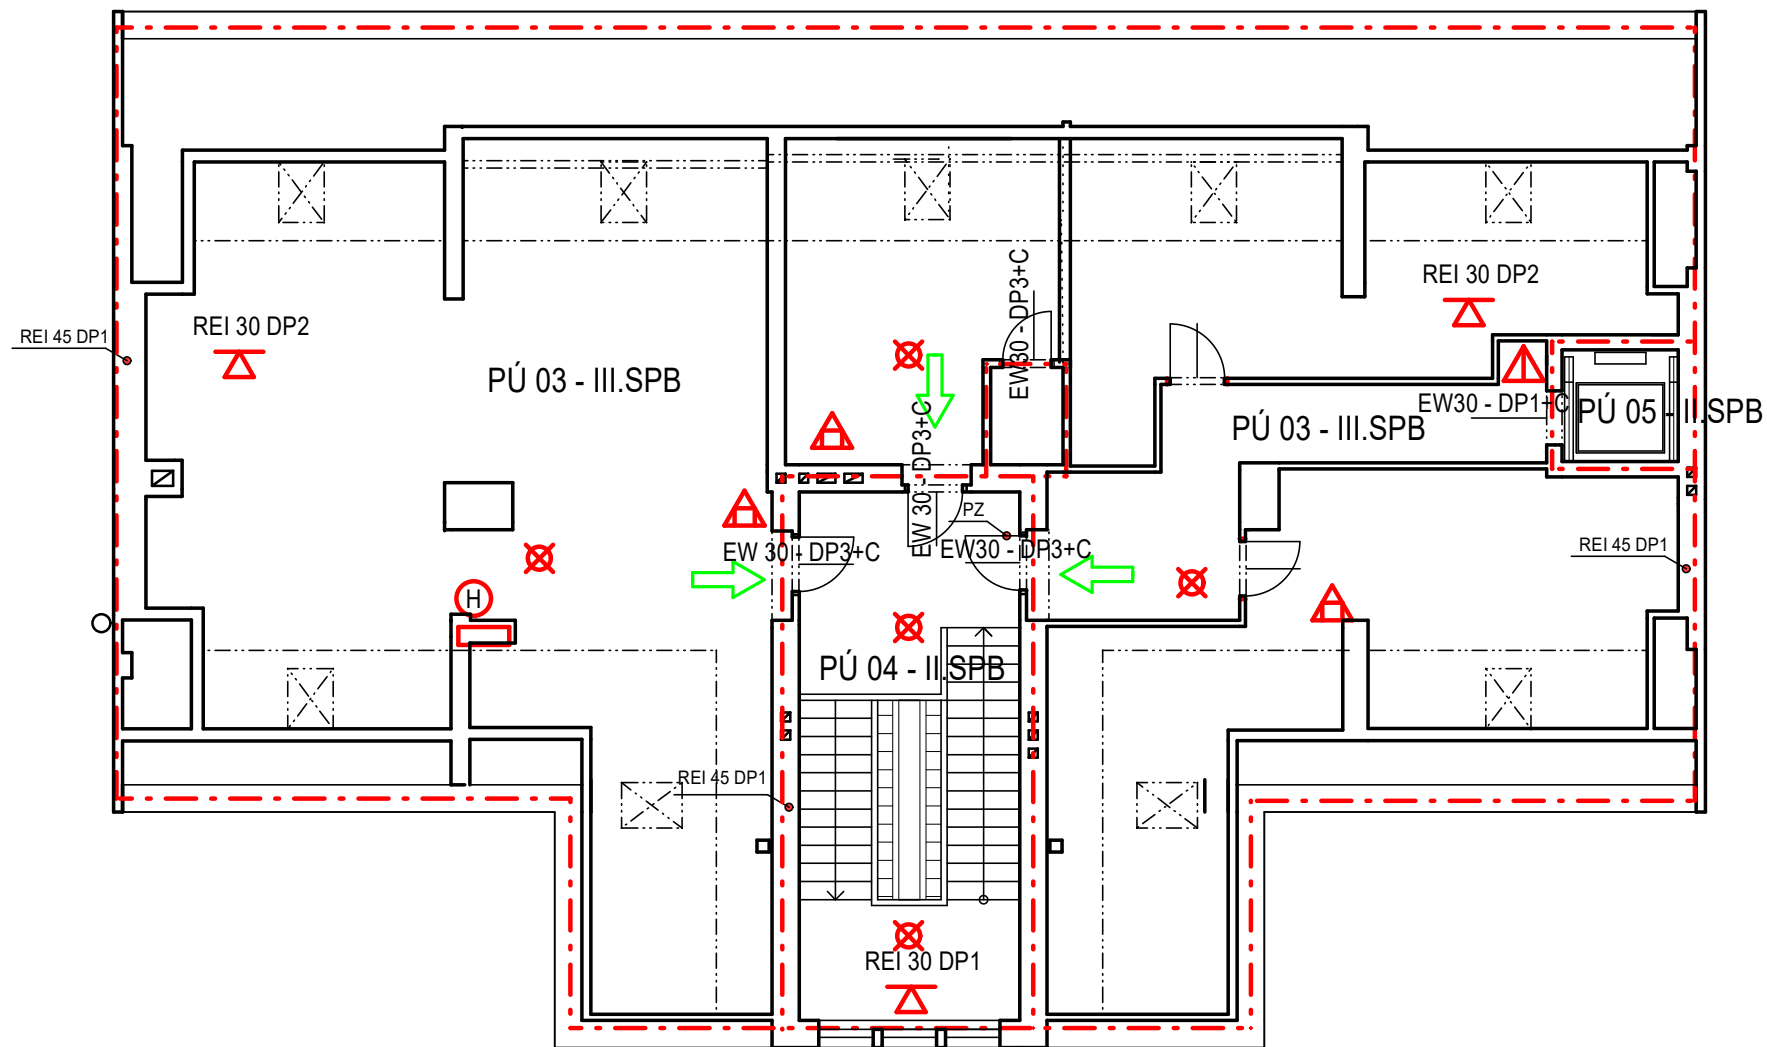 REI 30 DP2
REI 45 DP1
REI 30 DP2
PÚ 03 - III.SPB
EW 30 - DP3+C
EW 30 - DP3+C
EW30 - DP1+C
PÚ 05 - II.SPB
PÚ 03 - III.SPB
PZ
EW 30 - DP3+C
EW30 - DP3+C
REI 45 DP1
H
PÚ 04 - II.SPB
REI 45 DP1
REI 30 DP1